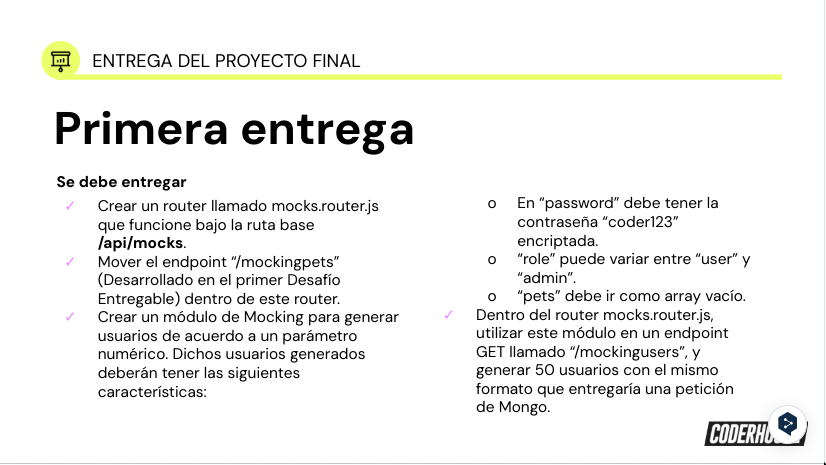 ENTREGA DEL PROYECTO FINAL
Primera entrega
Se debe entregar
✓ Crear un router llamado mocks.router.js
que funcione bajo la ruta base
/api/mocks.
✓ Mover el endpoint “/mockingpets”
(Desarrollado en el primer Desafío
Entregable) dentro de este router.
✓ Crear un módulo de Mocking para generar
usuarios de acuerdo a un parámetro
numérico. Dichos usuarios generados
deberán tener las siguientes
características:
o En “password” debe tener la
contraseña “coder123”
encriptada.
o “role” puede variar entre “user” y
“admin”.
o “pets” debe ir como array vacío.
✓ Dentro del router mocks.router.js,
utilizar este módulo en un endpoint
GET llamado “/mockingusers”, y
generar 50 usuarios con el mismo
formato que entregaría una petición
de Mongo.